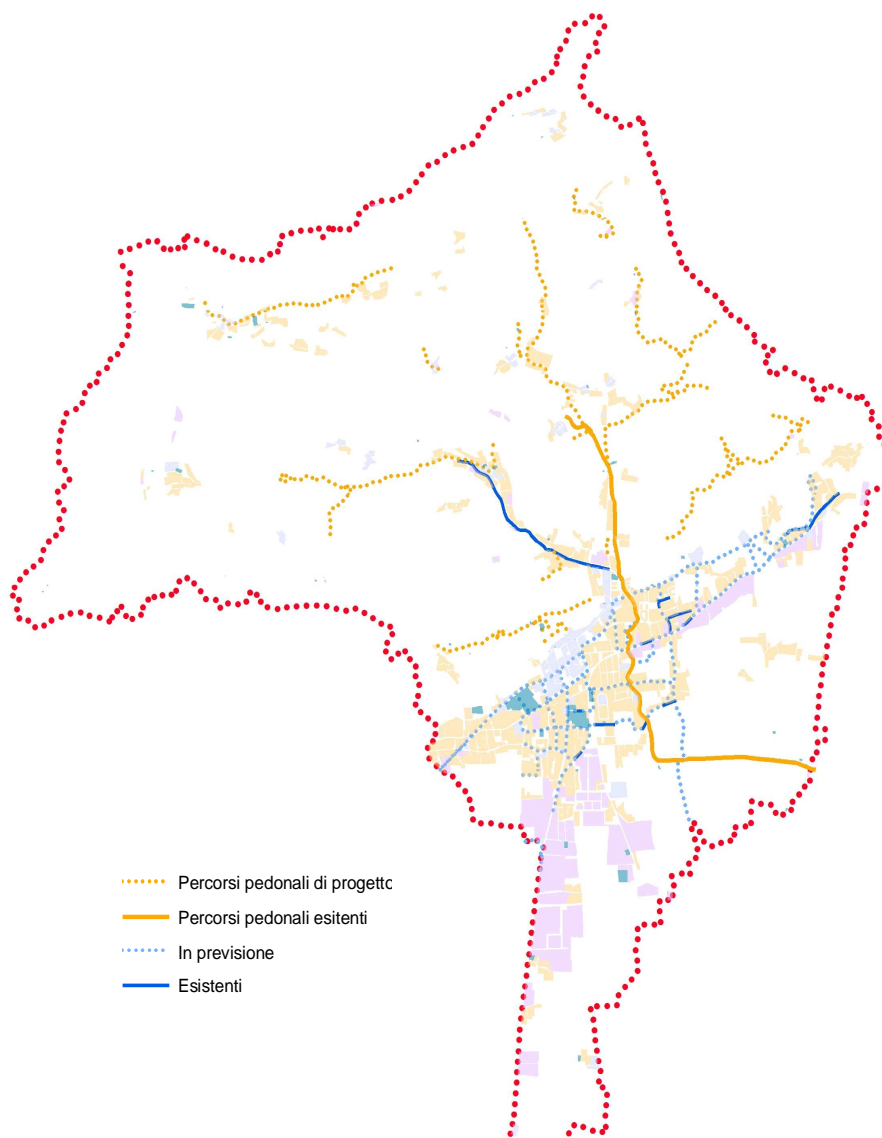 Percorsi pedonali di progetto
Percorsi pedonali esitenti
In previsione
Esistenti